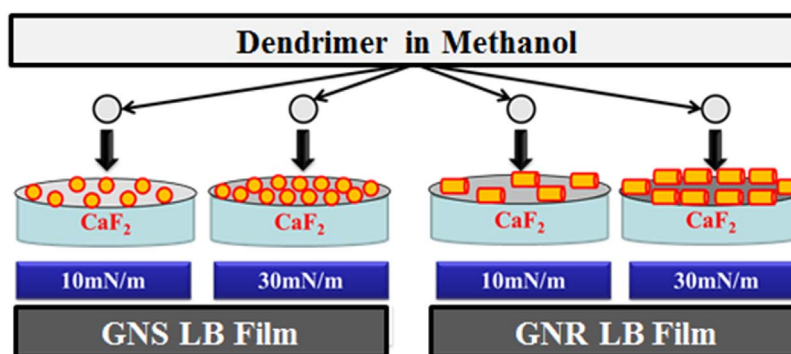 Dendrimer in Methanol
CaF2 CaF2 CaF2 CaF2
10mN/m 30mN/m 10mN/m 30mN/m
GNS LB Film GNR LB Film